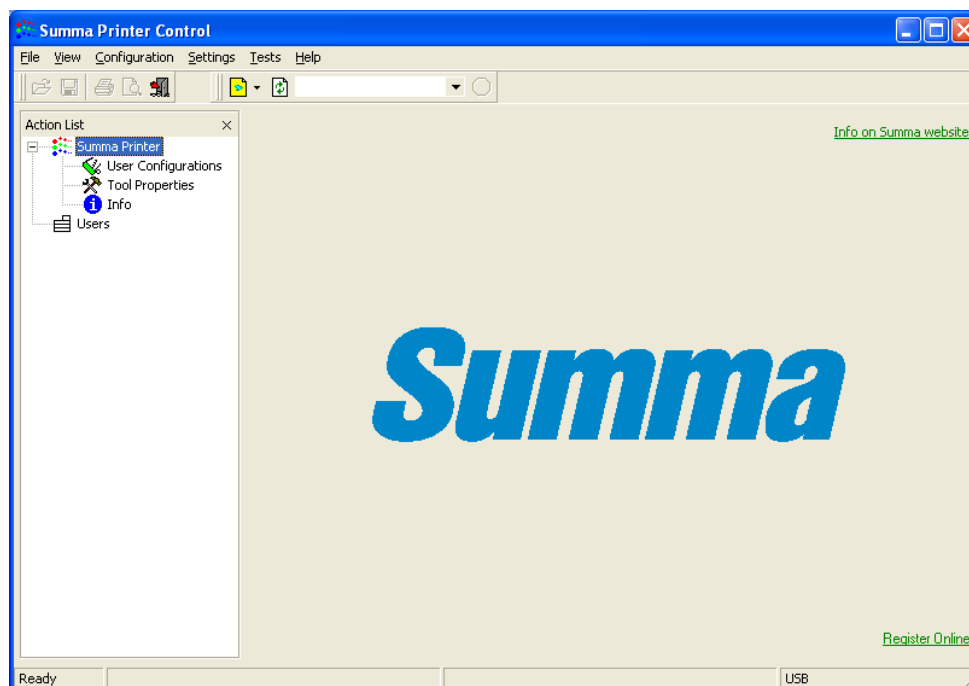 Summa Printer Control
File View Configuration Settings Tests Help
Action List
Info on Summa website
Summa Printer
User Configurations
Tool Properties
Info
Users
Summa
Register Online
Ready USB